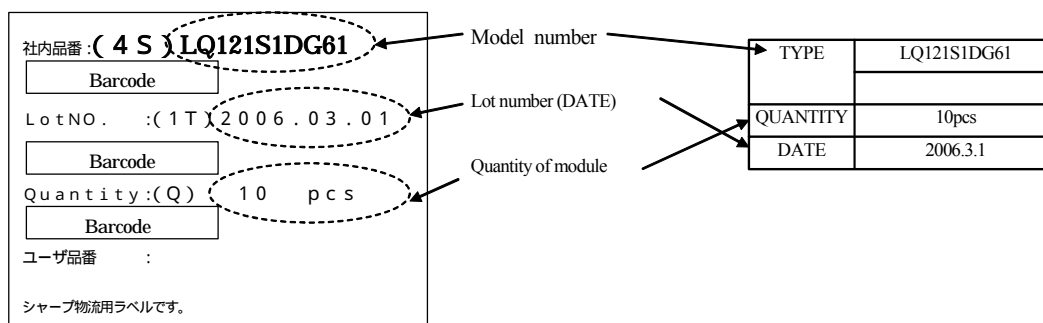 社内品番:(4S)LQ121S1DG61
Barcode
LotNO. :(1T)2006.03.01
Barcode
Quantity:(Q) 10 pcs
Barcode
ユーザ品番 :
シャープ物流用ラベルです。
Model number
Lot number (DATE)
Quantity of module
TYPE LQ121S1DG61
QUANTITY 10pcs
DATE 2006.3.1